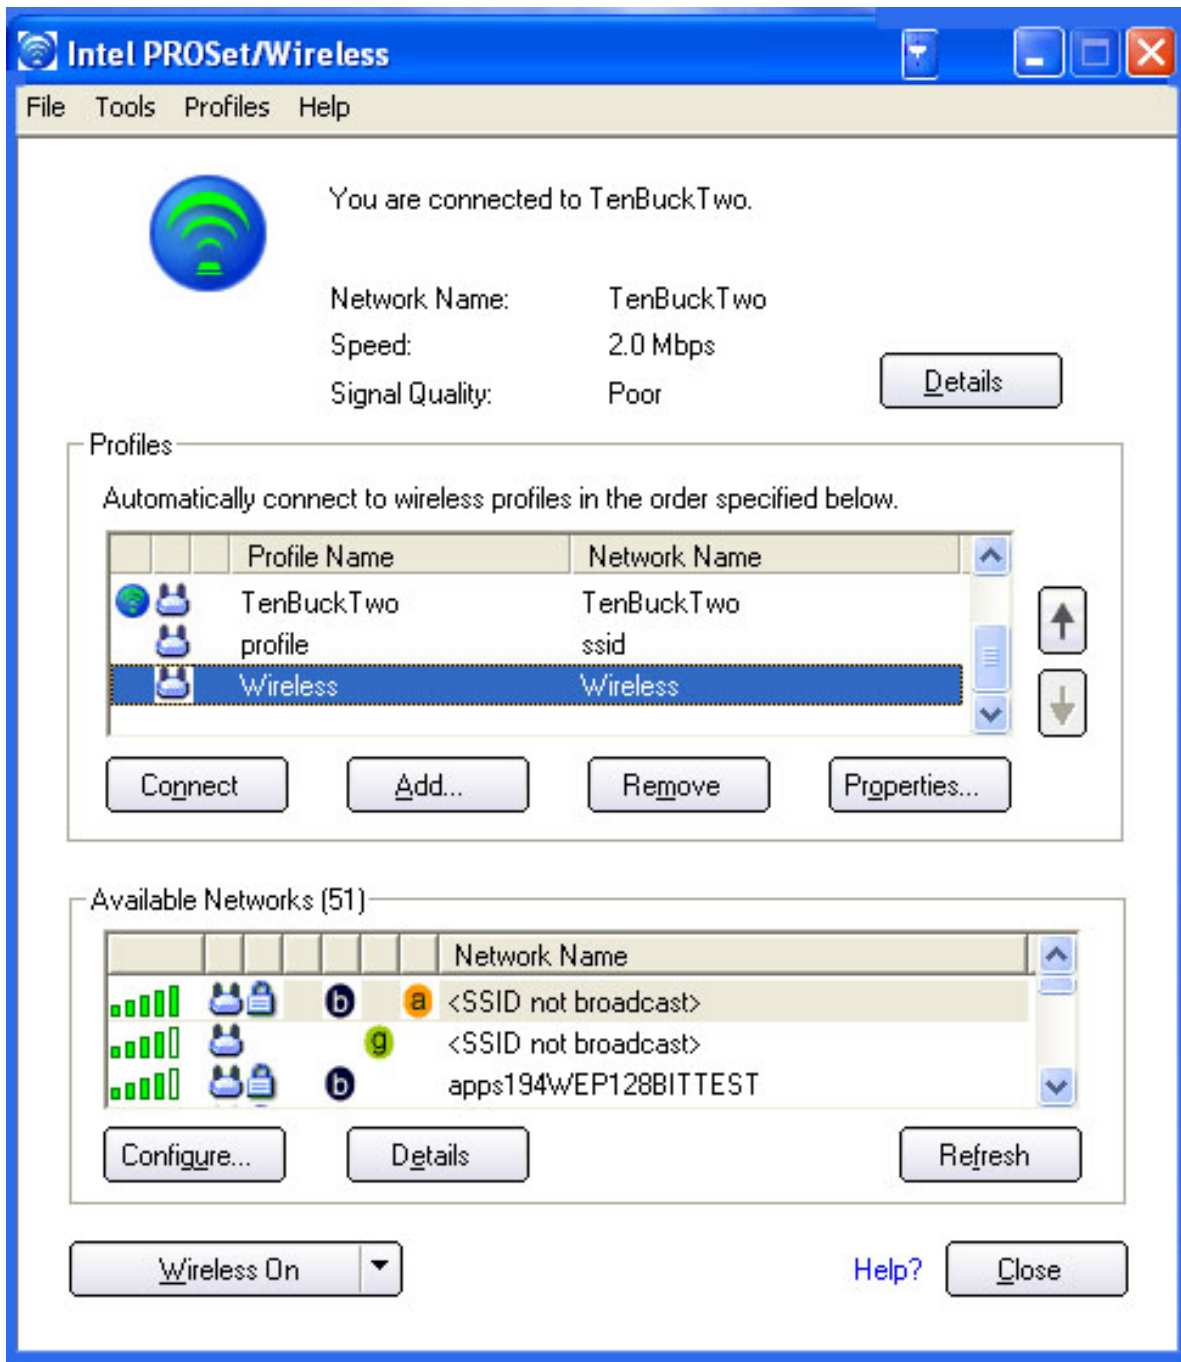 Intel PROSet/Wireless
File Tools Profiles Help
You are connected to TenBuckTwo.
Network Name: TenBuckTwo
Speed: 2.0 Mbps
Signal Quality: Poor
Details
Profiles
Automatically connect to wireless profiles in the order specified below.
Profile Name Network Name
TenBuckTwo TenBuckTwo
profile ssid
Wireless Wireless
Connect Add... Remove Properties...
Available Networks (51)
Network Name
b a <SSID not broadcast>
g <SSID not broadcast>
b apps194WEP128BITTEST
Configure... Details Refresh
Wireless On Help? Close